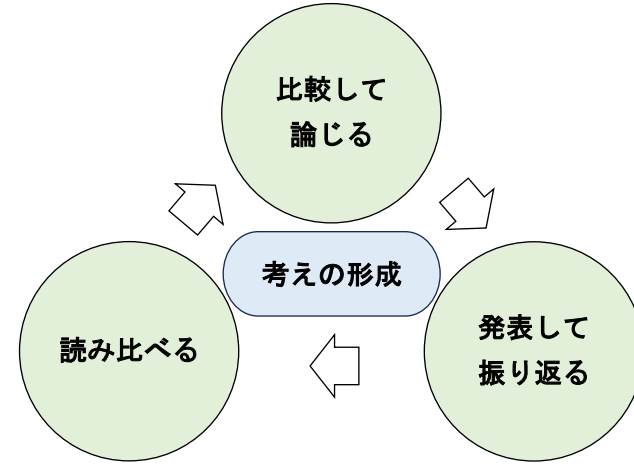 比較して
論じる
考えの形成
読み比べる
発表して
振り返る